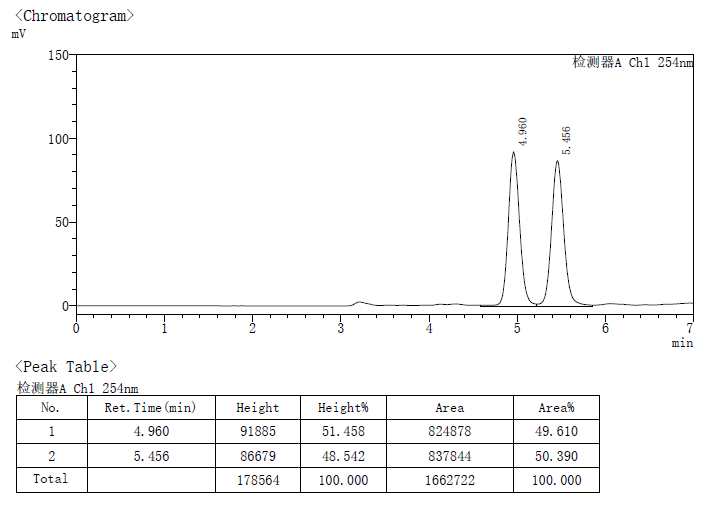 <Chromatogram>
mV
检测器A Ch1 254nm
150
100
50
0
4.960
5.456
0 1 2 3 4 5 6 7
min
<Peak Table>
检测器A Ch1 254nm
No. Ret.Time(min) Height Height% Area Area%
1 4.960 91885 51.458 824878 49.610
2 5.456 86679 48.542 837844 50.390
Total 178564 100.000 1662722 100.000